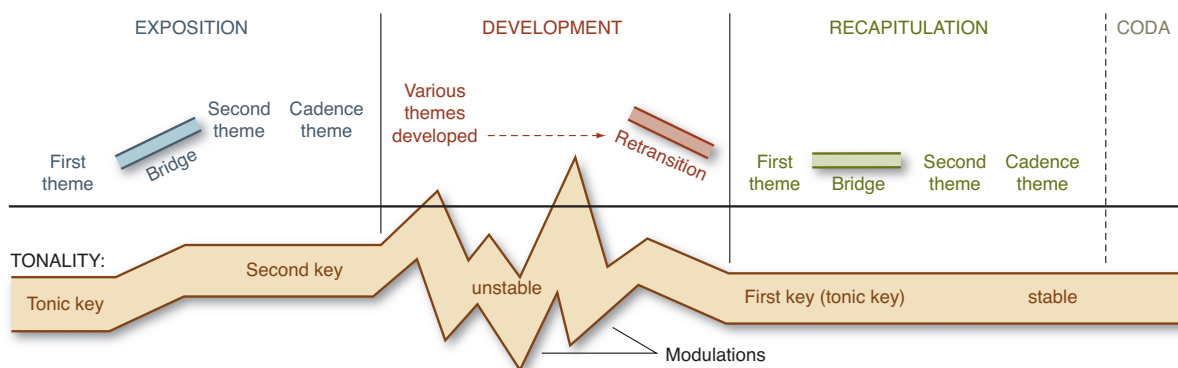 EXPOSITION
DEVELOPMENT
RECAPITULATION
CODA
First
theme
Bridge
Second
theme
Cadence
theme
Various
themes
developed
Retransition
First
theme
Bridge
Second
theme
Cadence
theme
TONALITY:
Tonic key
Second key
unstable
Modulations
First key (tonic key)
stable